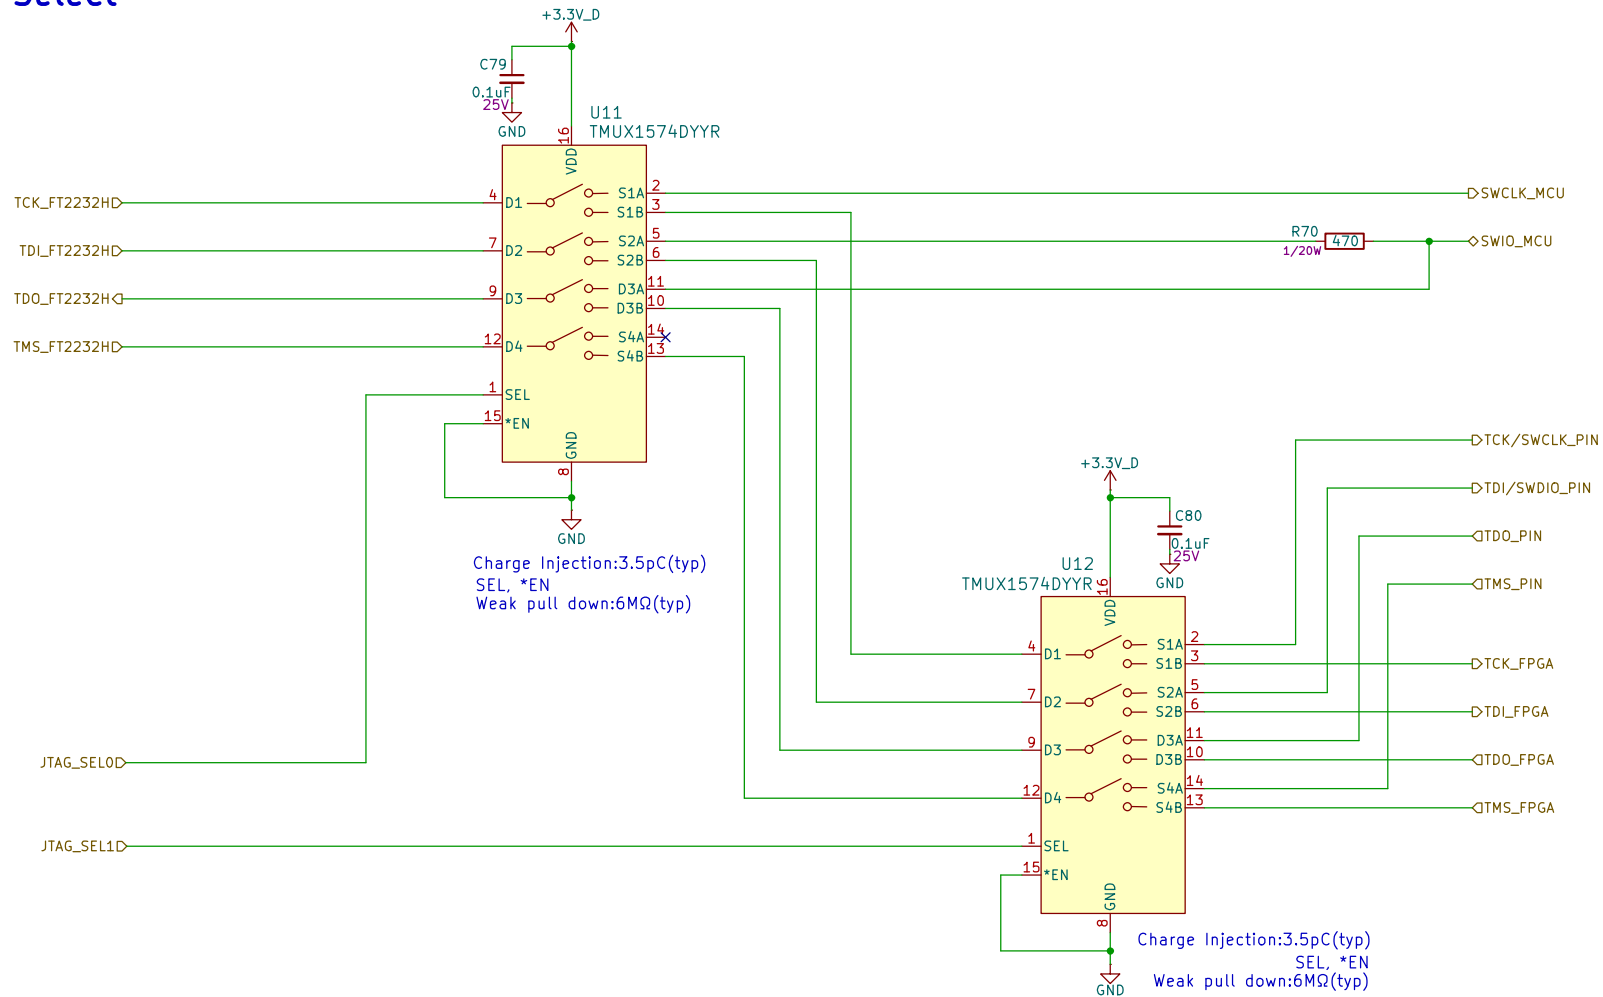 Select
+3.3V_D
C79
0.1uF
25V
GND
U11
TMUX1574DYYR
16
VDD
TCK_FT2232H
4
D1
S1A
2
SWCLK_MCU
S1B
3
TDI_FT2232H
7
D2
S2A
5
R70
470
1/20W
SWIO_MCU
S2B
6
TDO_FT2232H
9
D3
D3A
11
D3B
10
TMS_FT2232H
12
D4
S4A
14
S4B
13
1
SEL
15
*EN
GND
8
GND
Charge Injection:3.5pC(typ)
SEL, *EN
Weak pull down:6MΩ(typ)
TCK/SWCLK_PIN
+3.3V_D
TDI/SWDIO_PIN
C80
0.1uF
25V
GND
TDO_PIN
U12
TMUX1574DYYR
TMS_PIN
16
VDD
4
D1
S1A
2
S1B
3
TCK_FPGA
7
D2
S2A
5
S2B
6
TDI_FPGA
9
D3
D3A
11
D3B
10
TDO_FPGA
JTAG_SEL0
12
D4
S4A
14
S4B
13
TMS_FPGA
JTAG_SEL1
1
SEL
15
*EN
GND
8
GND
Charge Injection:3.5pC(typ)
SEL, *EN
Weak pull down:6MΩ(typ)